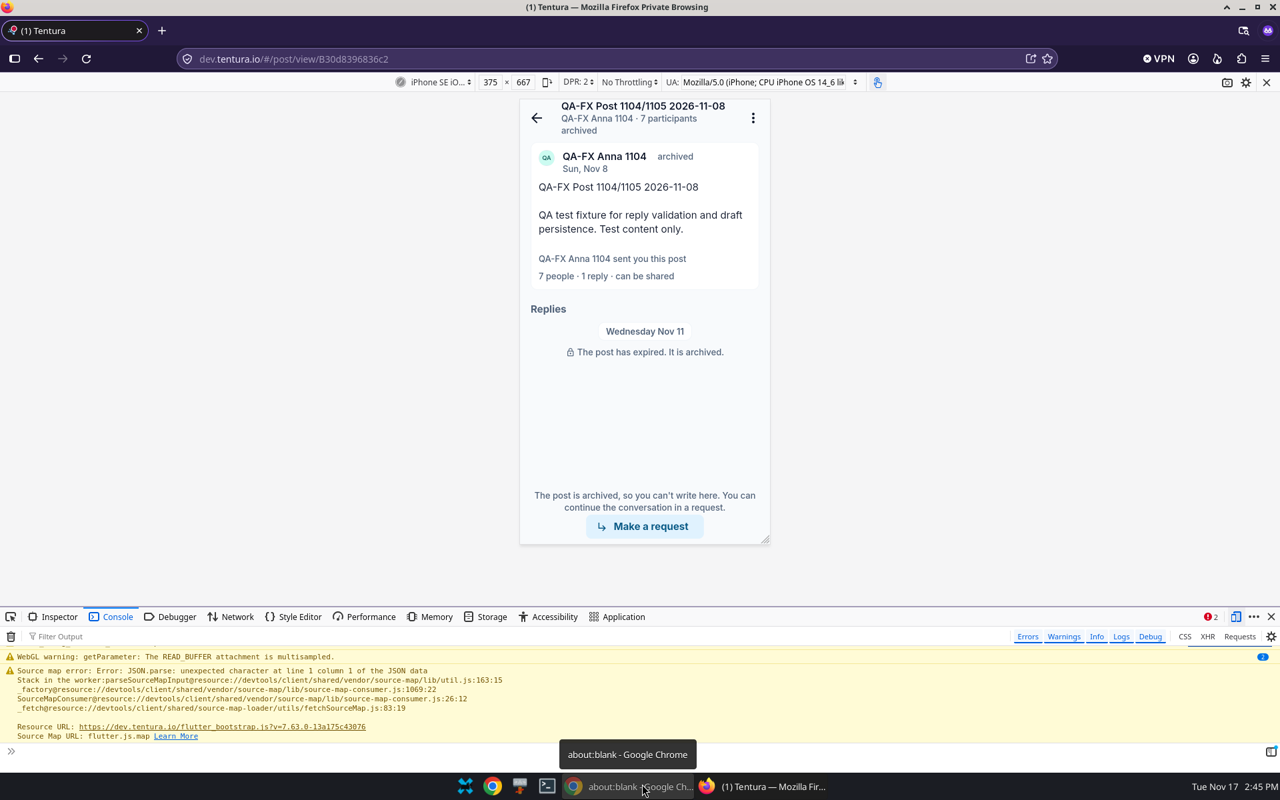 (1) Tentura — Mozilla Firefox Private Browsing
(1) Tentura
dev.tentura.io/#/post/view/B30d8396836c2
VPN
iPhone SE iO...
375 × 667
DPR: 2
No Throttling
UA: Mozilla/5.0 (iPhone; CPU iPhone OS 14_6 lik
QA-FX Post 1104/1105 2026-11-08
QA-FX Anna 1104 · 7 participants
archived
QA
QA-FX Anna 1104 archived
Sun, Nov 8
QA-FX Post 1104/1105 2026-11-08
QA test fixture for reply validation and draft
persistence. Test content only.
QA-FX Anna 1104 sent you this post
7 people · 1 reply · can be shared
Replies
Wednesday Nov 11
The post has expired. It is archived.
The post is archived, so you can't write here. You can
continue the conversation in a request.
Make a request
Inspector
Console
Debugger
Network
Style Editor
Performance
Memory
Storage
Accessibility
Application
2
Filter Output
Errors
Warnings
Info
Logs
Debug
CSS
XHR
Requests
WebGL warning: getParameter: The READ_BUFFER attachment is multisampled.
2
Source map error: Error: JSON.parse: unexpected character at line 1 column 1 of the JSON data
Stack in the worker:parseSourceMapInput@resource://devtools/client/shared/vendor/source-map/lib/util.js:163:15
_factory@resource://devtools/client/shared/vendor/source-map/lib/source-map-consumer.js:1069:22
SourceMapConsumer@resource://devtools/client/shared/vendor/source-map/lib/source-map-consumer.js:26:12
_fetch@resource://devtools/client/shared/source-map-loader/utils/fetchSourceMap.js:83:19
Resource URL: https://dev.tentura.io/flutter_bootstrap.js?v=7.63.0-13a175c43076
Source Map URL: flutter.js.map Learn More
about:blank - Google Chrome
about:blank - Google Ch...
(1) Tentura — Mozilla Fir...
Tue Nov 17 2:45 PM